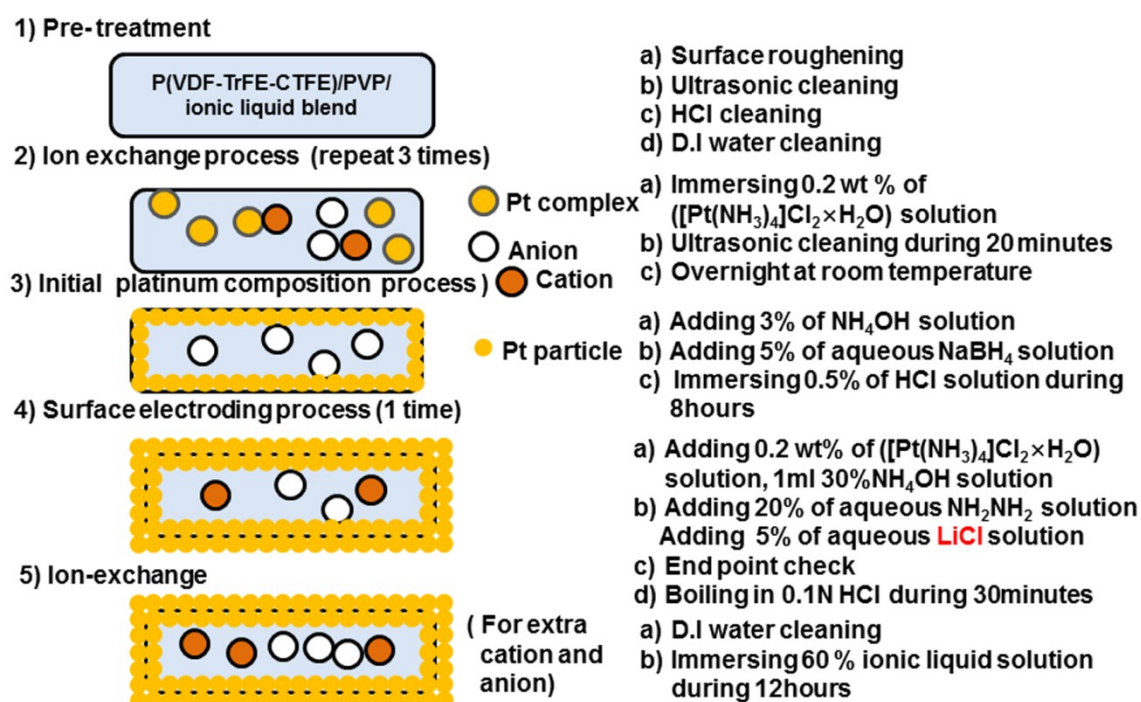 1) Pre-treatment
P(VDF-TrFE-CTFE)/PVP/
ionic liquid blend
a) Surface roughening
b) Ultrasonic cleaning
c) HCl cleaning
d) D.I water cleaning
2) Ion exchange process (repeat 3 times)
Pt complex
Anion
Cation
a) Immersing 0.2 wt % of
([Pt(NH₃)₄]Cl₂×H₂O) solution
b) Ultrasonic cleaning during 20 minutes
c) Overnight at room temperature
3) Initial platinum composition process)
Pt particle
a) Adding 3% of NH₄OH solution
b) Adding 5% of aqueous NaBH₄ solution
c) Immersing 0.5% of HCl solution during
8hours
4) Surface electroding process (1 time)
a) Adding 0.2 wt% of ([Pt(NH₃)₄]Cl₂×H₂O)
solution, 1ml 30%NH₄OH solution
b) Adding 20% of aqueous NH₂NH₂ solution
Adding 5% of aqueous LiCl solution
c) End point check
d) Boiling in 0.1N HCl during 30minutes
5) Ion-exchange
( For extra
cation and
anion)
a) D.I water cleaning
b) Immersing 60 % ionic liquid solution
during 12hours